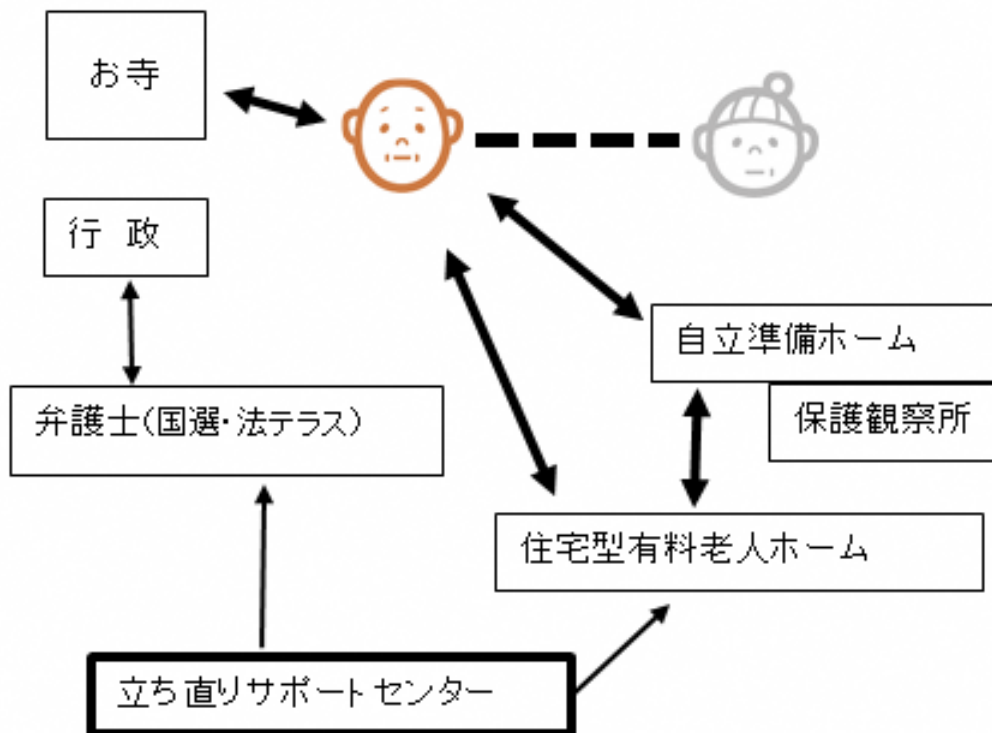 お寺
行 政
自立準備ホーム
保護観察所
弁護士(国選・法テラス)
住宅型有料老人ホーム
立ち直りサポートセンター